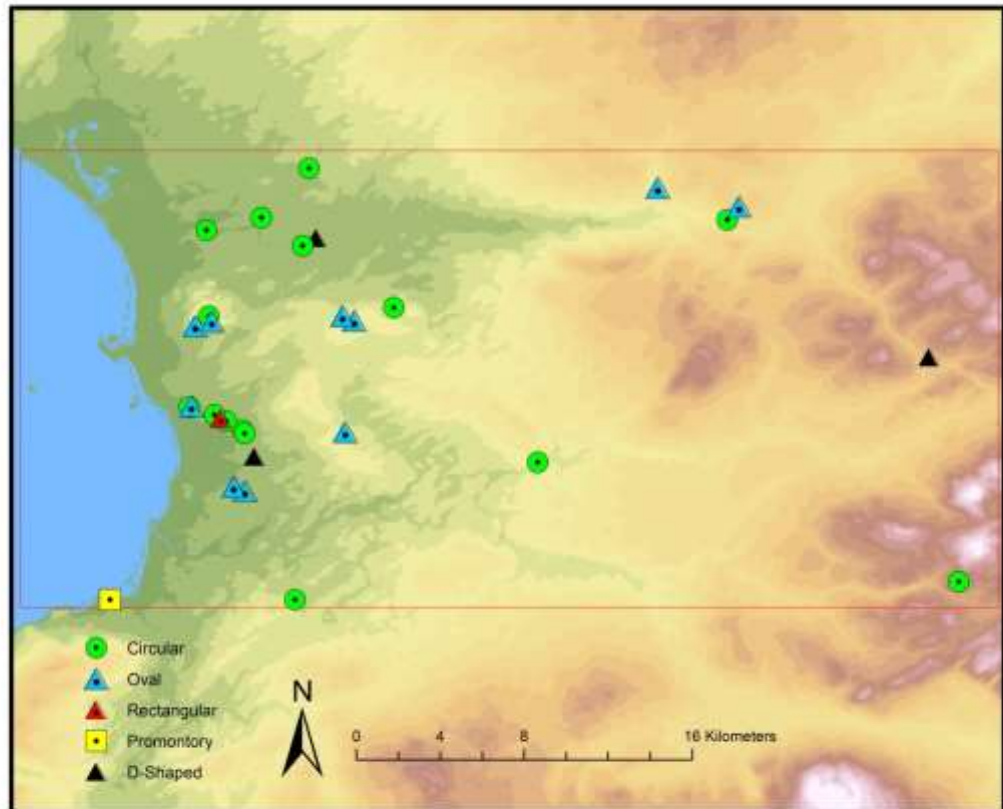 Circular
Oval
Rectangular
Promontory
D-Shaped
N
0 4 8 16 Kilometers